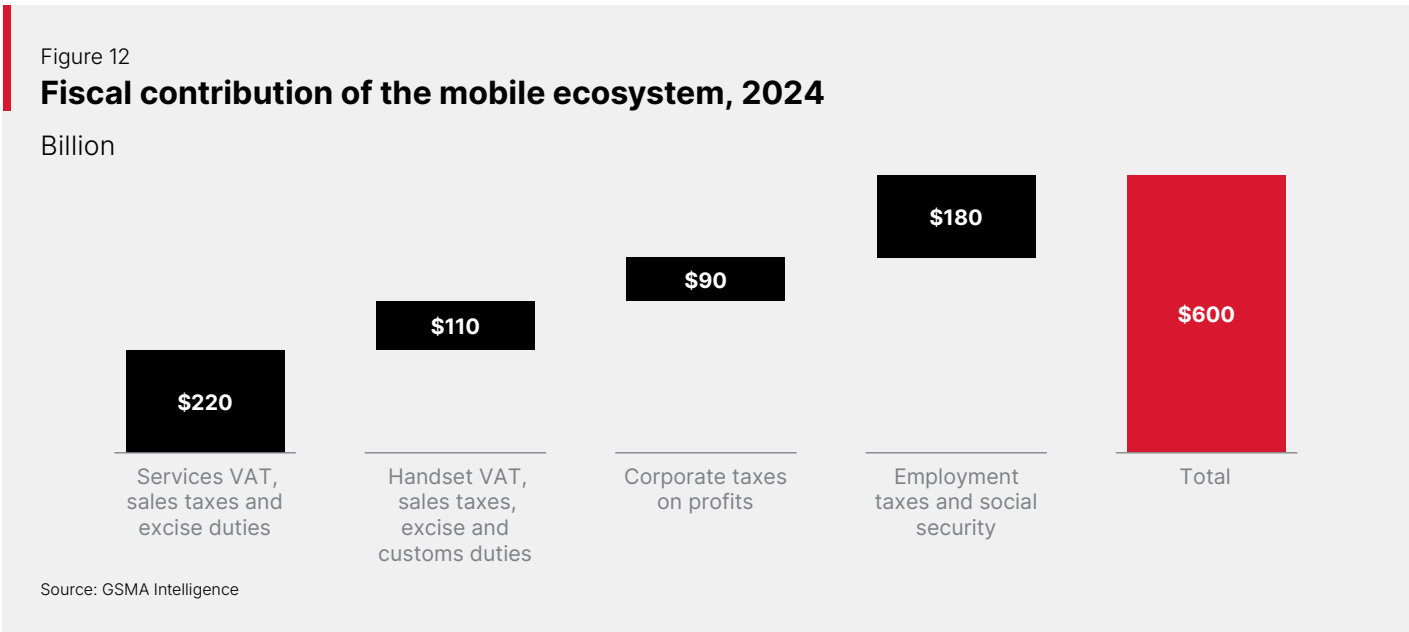 Figure 12
Fiscal contribution of the mobile ecosystem, 2024
Billion
$220
$110
$90
$180
$600
Services VAT,
sales taxes and
excise duties
Handset VAT,
sales taxes,
excise and
customs duties
Corporate taxes
on profits
Employment
taxes and social
security
Total
Source: GSMA Intelligence